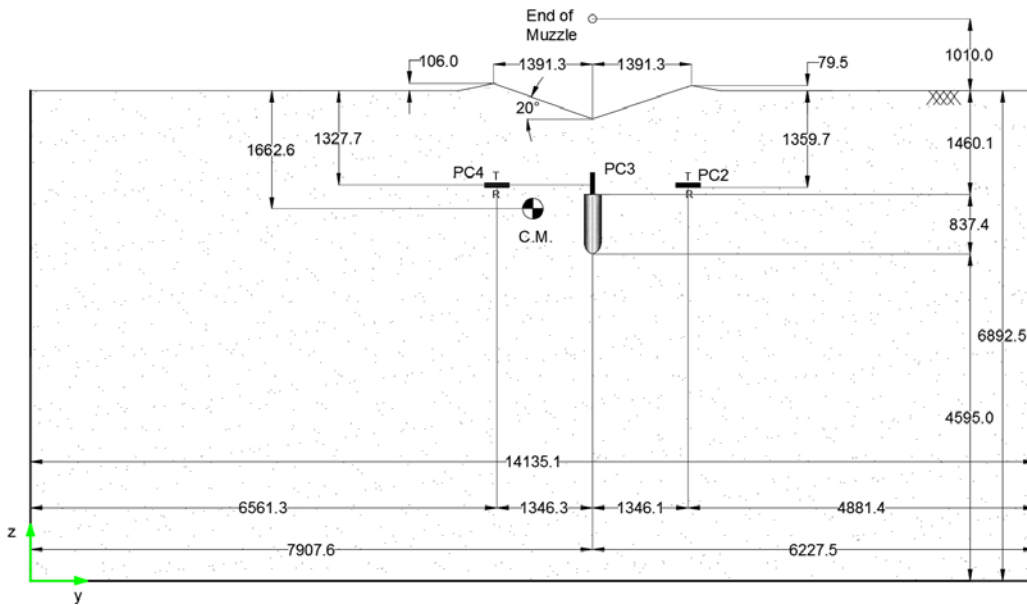 End of
Muzzle
106.0
1391.3
1391.3
79.5
1010.0
20°
1327.7
1662.6
1359.7
1460.1
PC4
T
R
PC3
T
R
PC2
C.M.
837.4
6892.5
4595.0
14135.1
6561.3
1346.3
1346.1
4881.4
z
7907.6
6227.5
y